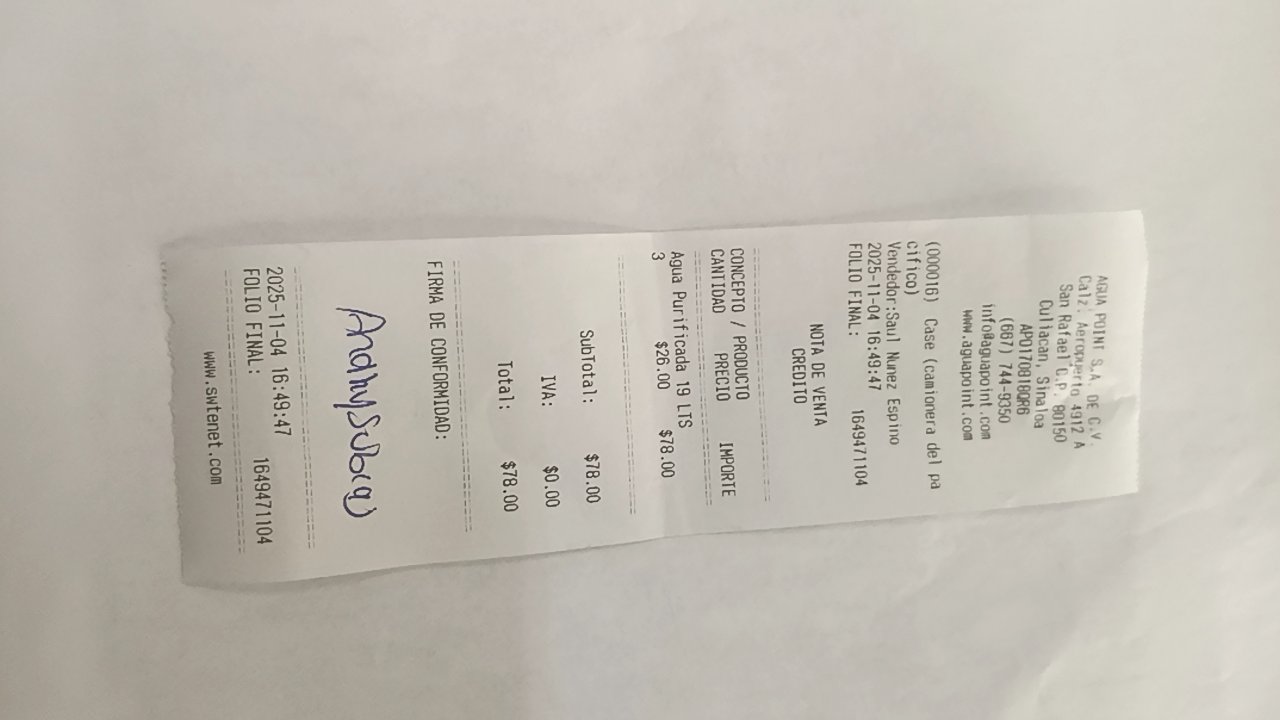 AGUA POINT S.A. DE C.V.
Calz. Aeropuerto 4912 A
San Rafael C.P. 80150
Culiacan, Sinaloa
APO170818QR6
(667) 744-9350
info@aguapoint.com
www.aguapoint.com
(000016) Case (camionera del pa
cifico)
Vendedor:Saul Nunez Espino
2025-11-04 16:49:47
FOLIO FINAL: 1649471104
NOTA DE VENTA
CREDITO
CONCEPTO / PRODUCTO
CANTIDAD PRECIO IMPORTE
Agua Purificada 19 LTS
3 $26.00 $78.00
SubTotal: $78.00
IVA: $0.00
Total: $78.00
FIRMA DE CONFORMIDAD:
2025-11-04 16:49:47
FOLIO FINAL: 1649471104
www.swtenet.com